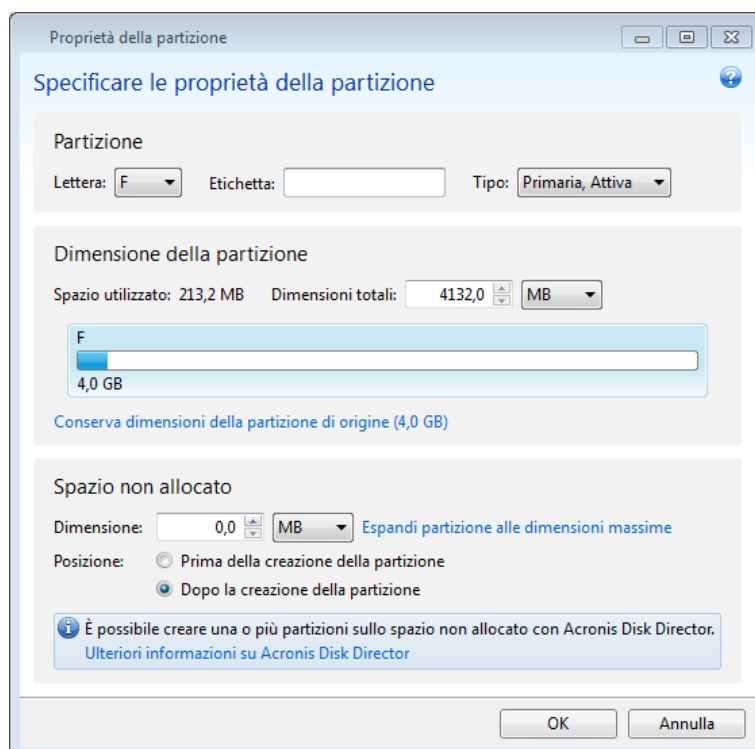 Proprietà della partizione
Specificare le proprietà della partizione
Partizione
Lettera: F Etichetta: Tipo: Primaria, Attiva
Dimensione della partizione
Spazio utilizzato: 213,2 MB Dimensioni totali: 4132,0 MB
F
4,0 GB
Conserva dimensioni della partizione di origine (4,0 GB)
Spazio non allocato
Dimensione: 0,0 MB Espandi partizione alle dimensioni massime
Posizione: Prima della creazione della partizione
Dopo la creazione della partizione
È possibile creare una o più partizioni sullo spazio non allocato con Acronis Disk Director.
Ulteriori informazioni su Acronis Disk Director
OK Annulla